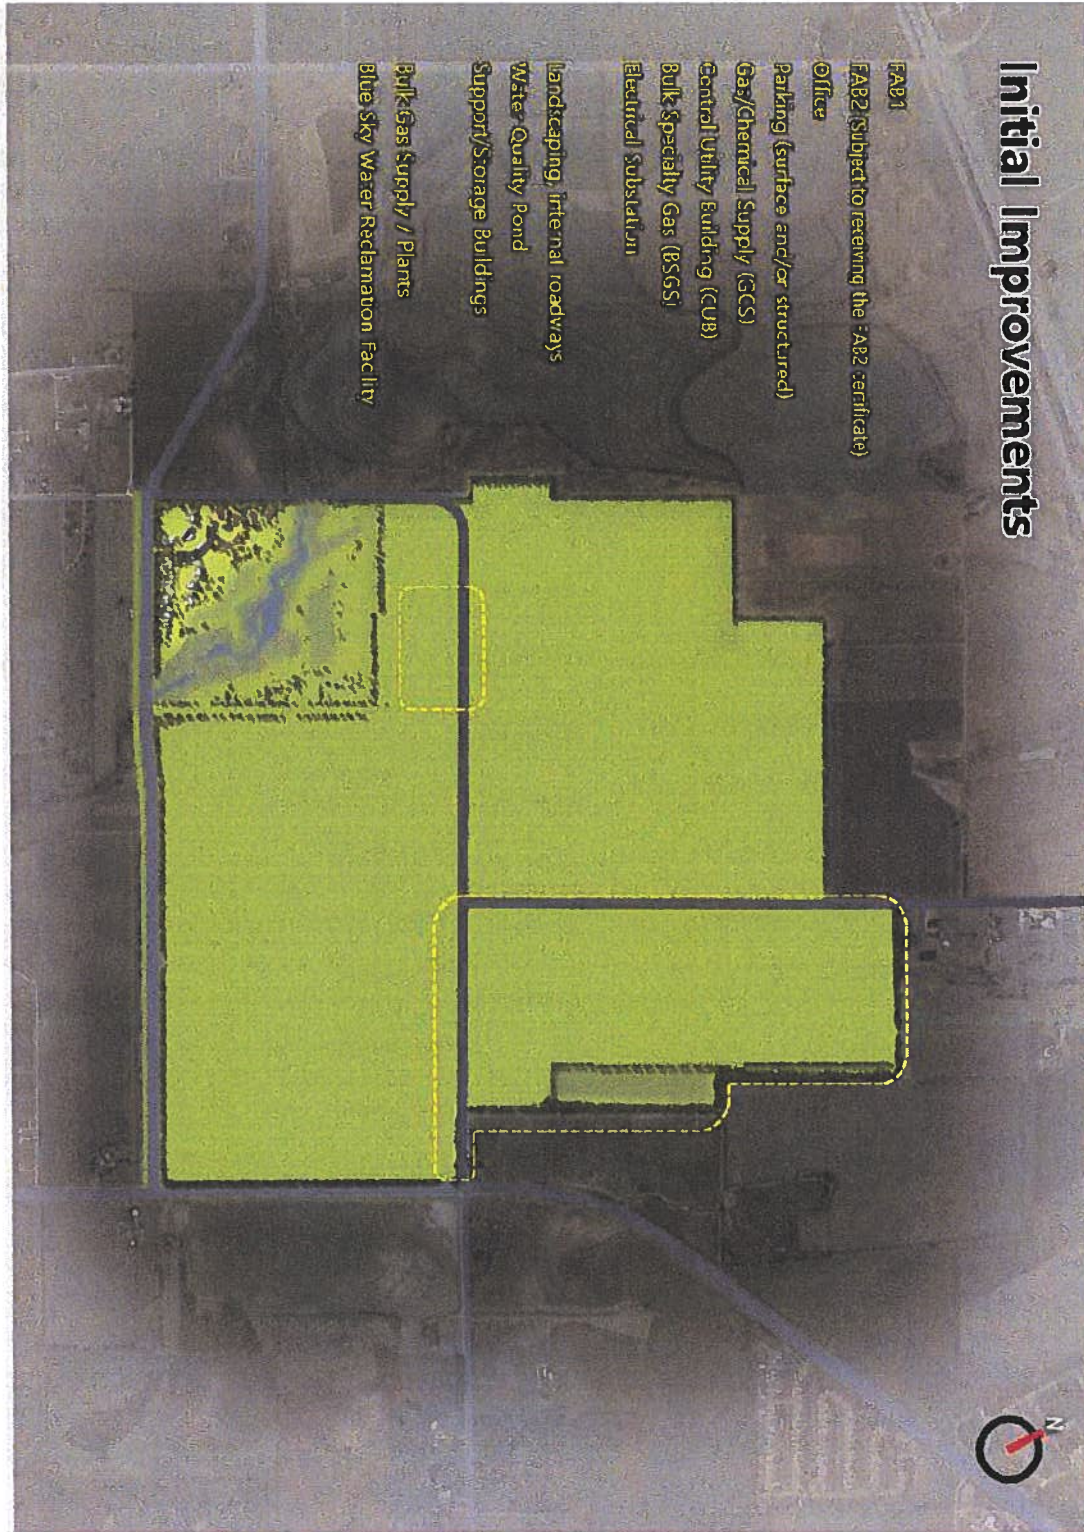 Initial Improvements
FAB1
FAB2 (Subject to receiving the FAB2 certificate)
Office
Parking (surface and/or structured)
Gas/Chemical Supply (GCS)
Central Utility Building (CUB)
Bulk Specialty Gas (BSGS)
Electrical Substation
Landscaping, internal roadways
Water Quality Pond
Support/Storage Buildings
Bulk Gas Supply / Plants
Blue Sky Water Reclamation Facility
N